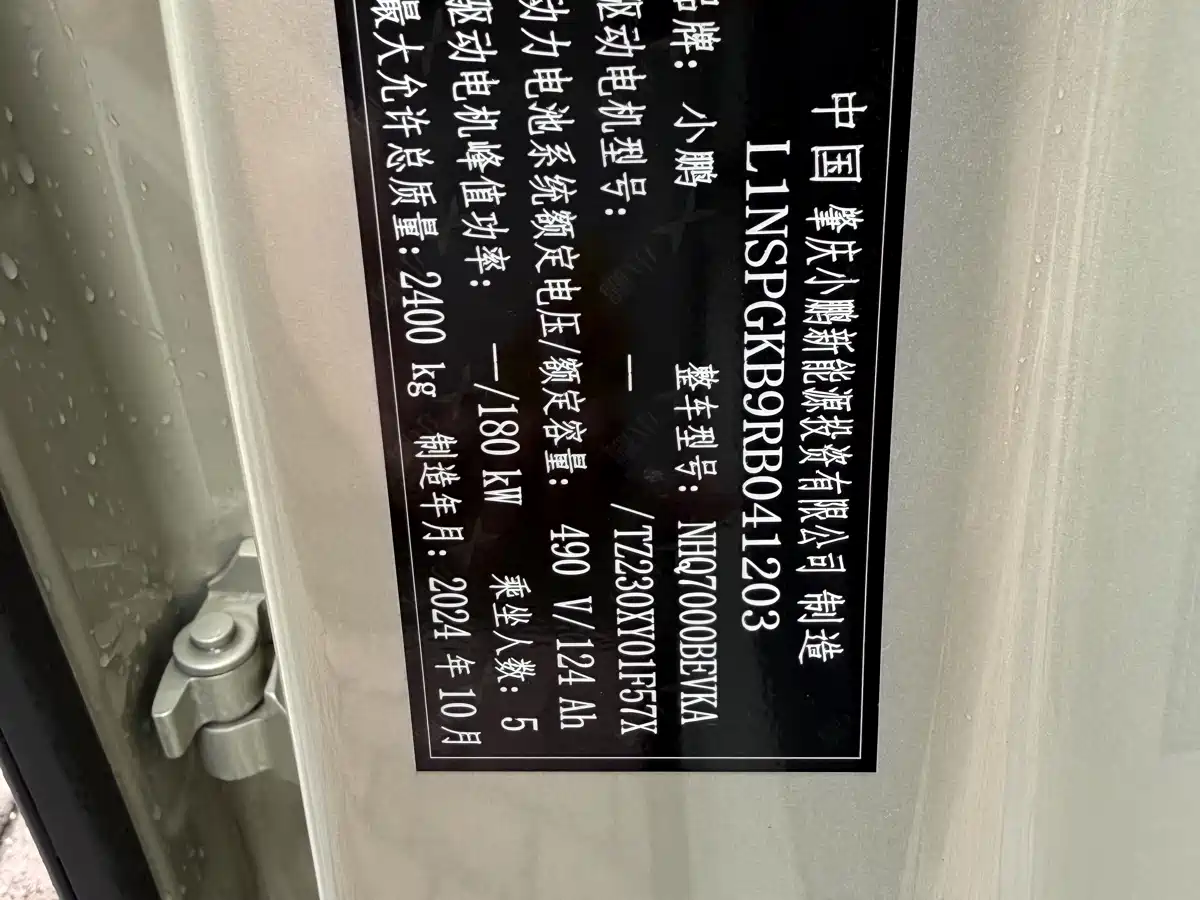 中国 肇庆小鹏新能源投资有限公司 制造
L1NSPGKB9RB041203
品牌: 小鹏 整车型号: NHQ7000BEVKA
驱动电机型号: — /TZ230XY01F57X
动力电池系统额定电压/额定容量: 490 V/124 Ah
驱动电机峰值功率: —/180 kW 乘坐人数: 5
最大允许总质量:2400 kg 制造年月: 2024 年 10 月